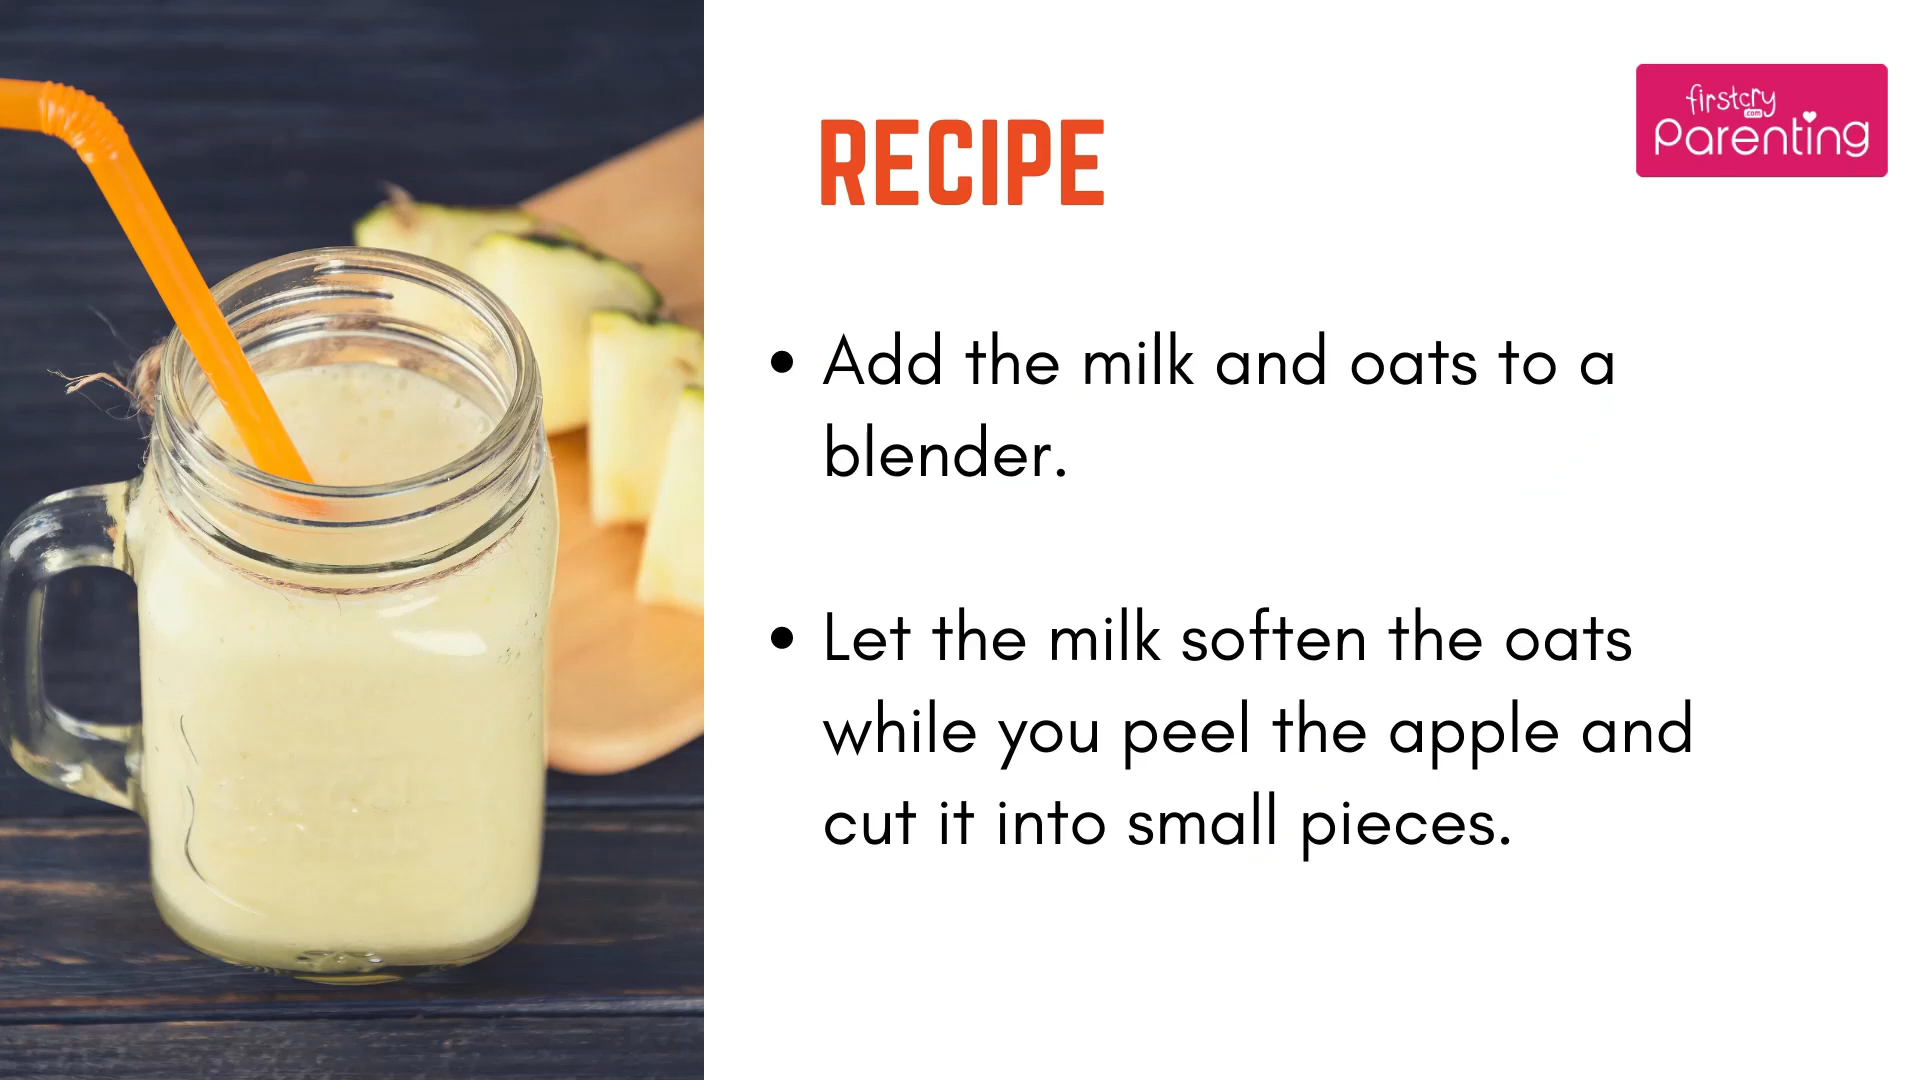 RECIPE
firstcry
.com
Parenting
• Add the milk and oats to a
blender.
• Let the milk soften the oats
while you peel the apple and
cut it into small pieces.